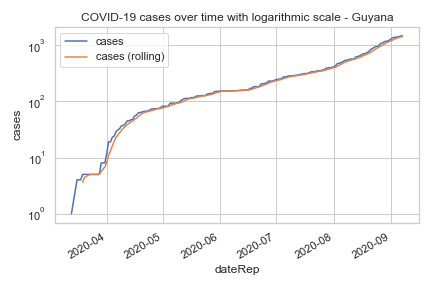 COVID-19 cases over time with logarithmic scale - Guyana
cases
cases (rolling)
10³
10²
10¹
10⁰
cases
2020-04
2020-05
2020-06
2020-07
2020-08
2020-09
dateRep